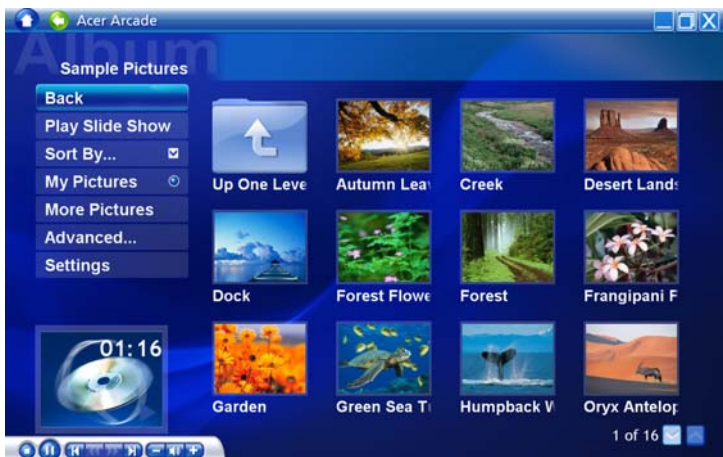 Acer Arcade
Album
Sample Pictures
Back
Play Slide Show
Sort By...
My Pictures
More Pictures
Advanced...
Settings
Up One Leve
Autumn Lea
Creek
Desert Lands
Dock
Forest Flowe
Forest
Frangipani F
Garden
Green Sea T
Humpback W
Oryx Antelop
01:16
1 of 16